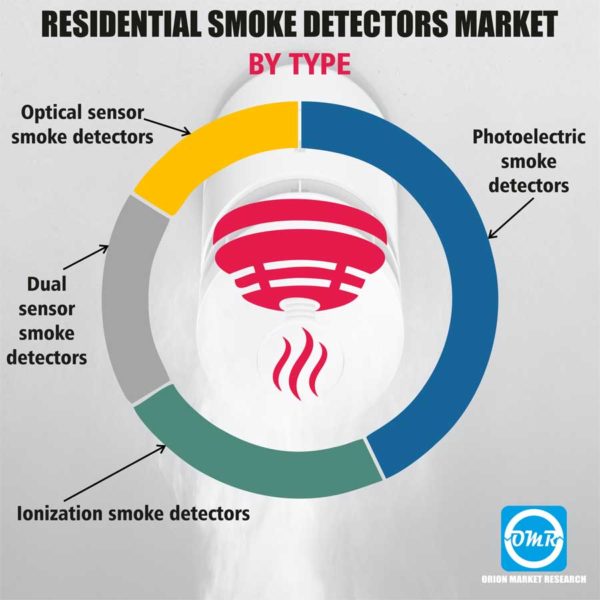 RESIDENTIAL SMOKE DETECTORS MARKET
BY TYPE
Optical sensor
smoke detectors
Photoelectric
smoke
detectors
Dual
sensor
smoke
detectors
Ionization smoke detectors
OMR
ORION MARKET RESEARCH